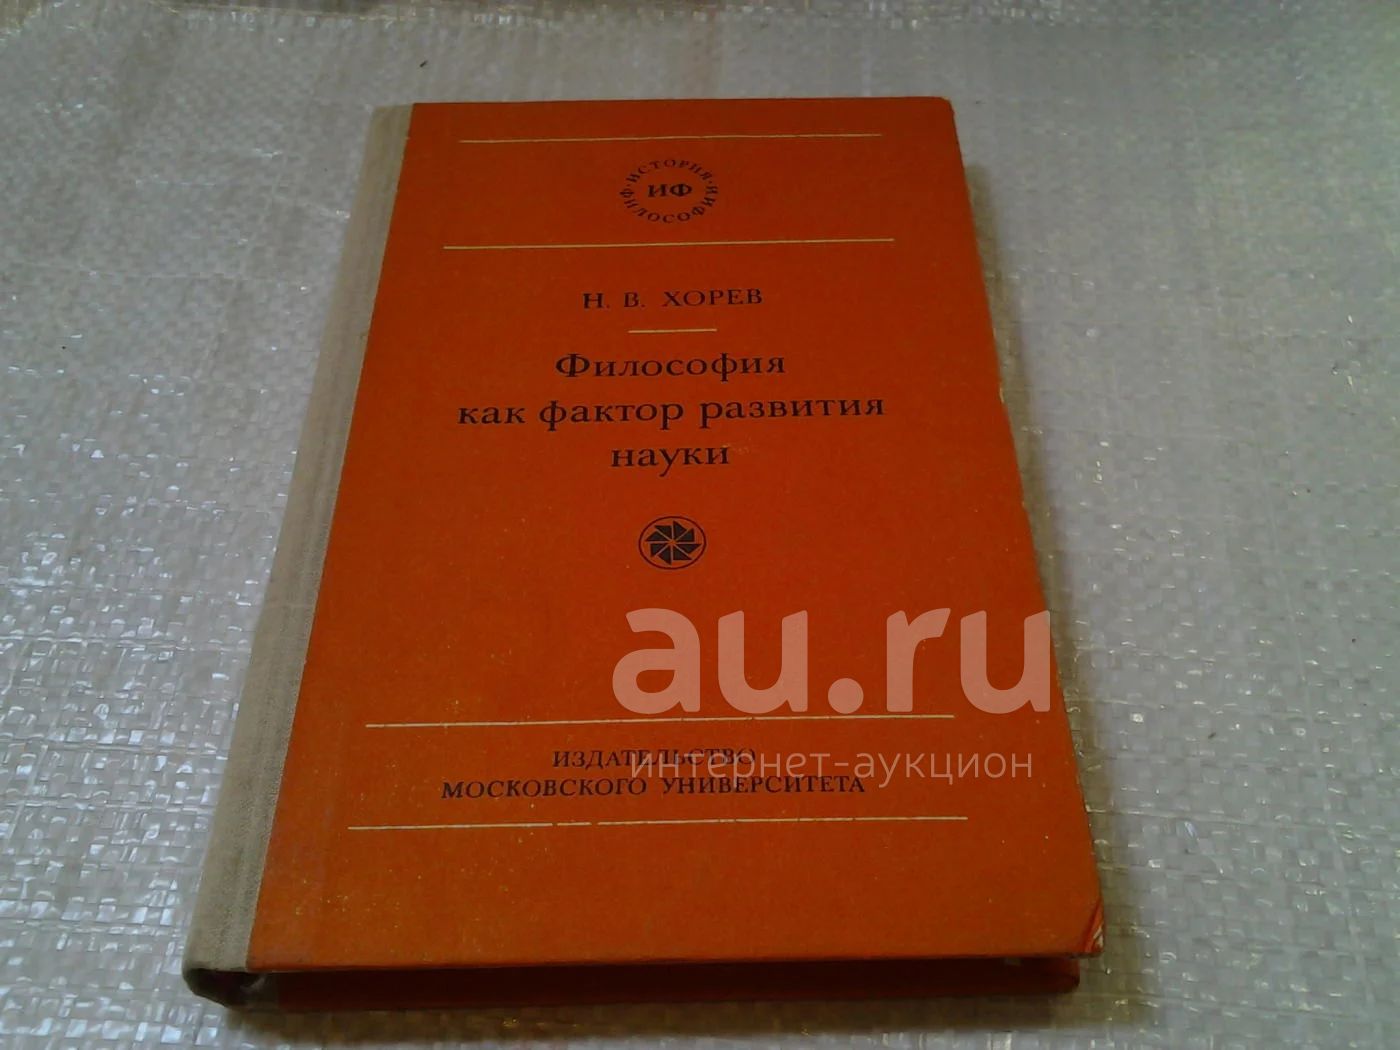 ИСТОРИЯ · ФИЛОСОФИИ ·
ИФ
Н. В. ХОРЕВ
Философия
как фактор развития
науки
au.ru
ИЗДАТЕЛЬСТВО
интернет-аукцион
МОСКОВСКОГО УНИВЕРСИТЕТА